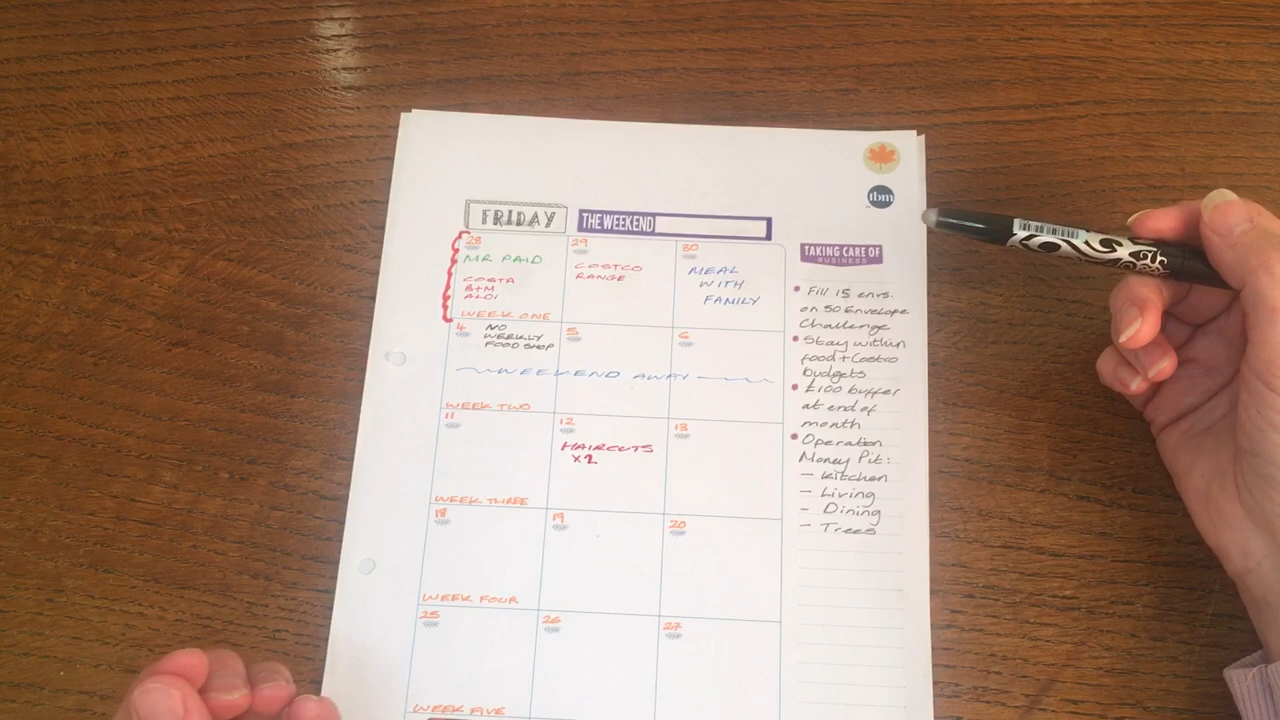 tbm
FRIDAY
THE WEEKEND
TAKING CARE OF
BUSINESS
28
MR PAID
COSTA
B+M
ALDI
WEEK ONE
29
COSTCO
RANGE
30
MEAL
WITH
FAMILY
4
NO
WEEKLY
FOOD SHOP
5
6
WEEKEND AWAY
WEEK TWO
11
WEEK THREE
12
HAIRCUTS
X2
13
18
WEEK FOUR
19
20
25
WEEK FIVE
26
27
Fill 15 envs.
on 50 Envelope
Challenge
Stay within
food + Costco
budgets
£100 buffer
at end of
month
Operation
Money Pit:
- Kitchen
- Living
- Dining
- Trees